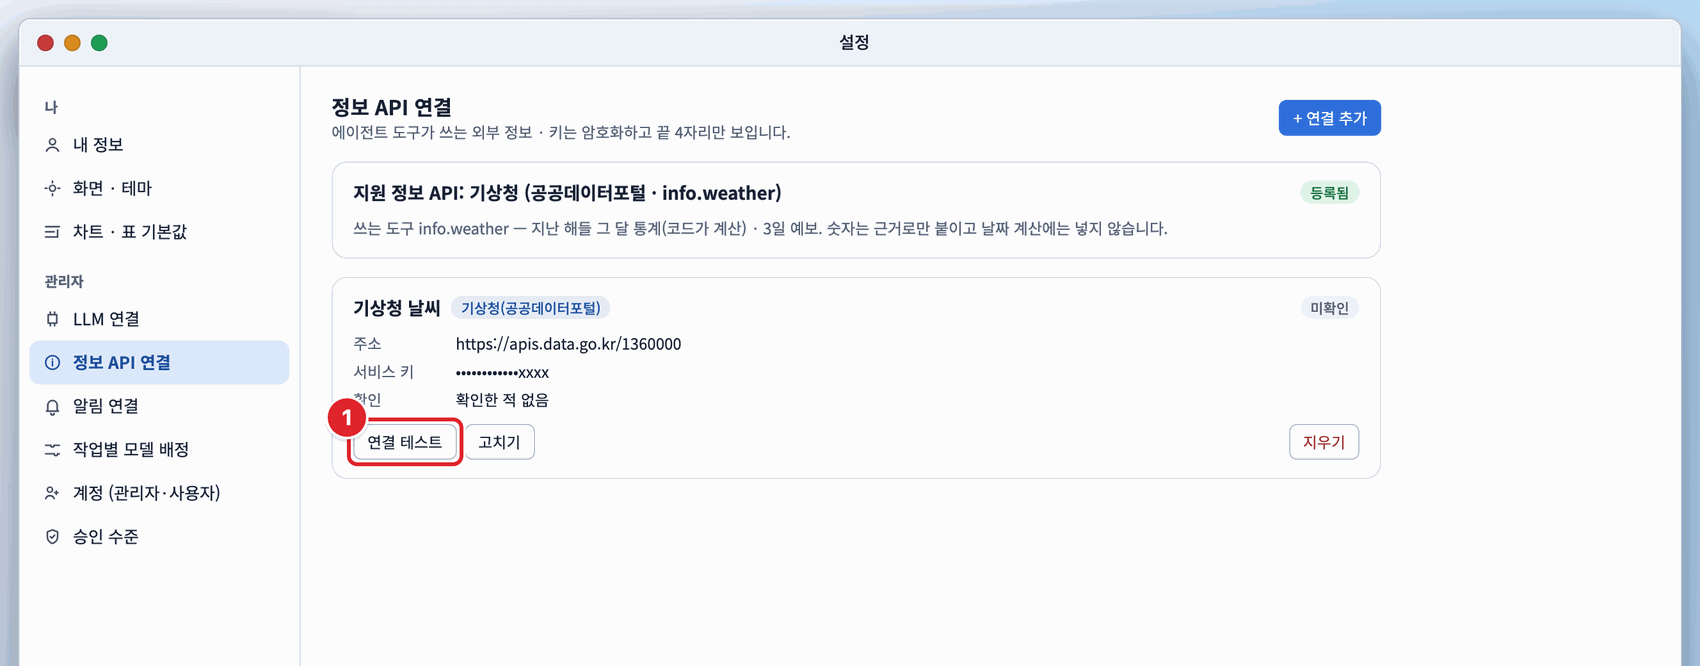 설정
나
내 정보
화면 · 테마
차트 · 표 기본값
관리자
LLM 연결
정보 API 연결
알림 연결
작업별 모델 배정
계정 (관리자·사용자)
승인 수준
정보 API 연결
에이전트 도구가 쓰는 외부 정보 · 키는 암호화하고 끝 4자리만 보입니다.
+ 연결 추가
지원 정보 API: 기상청 (공공데이터포털 · info.weather)
등록됨
쓰는 도구 info.weather — 지난 해들 그 달 통계(코드가 계산) · 3일 예보. 숫자는 근거로만 붙이고 날짜 계산에는 넣지 않습니다.
기상청 날씨 기상청(공공데이터포털)
미확인
주소 https://apis.data.go.kr/1360000
서비스 키 ••••••••••••xxxx
확인 확인한 적 없음
1
연결 테스트 고치기
지우기